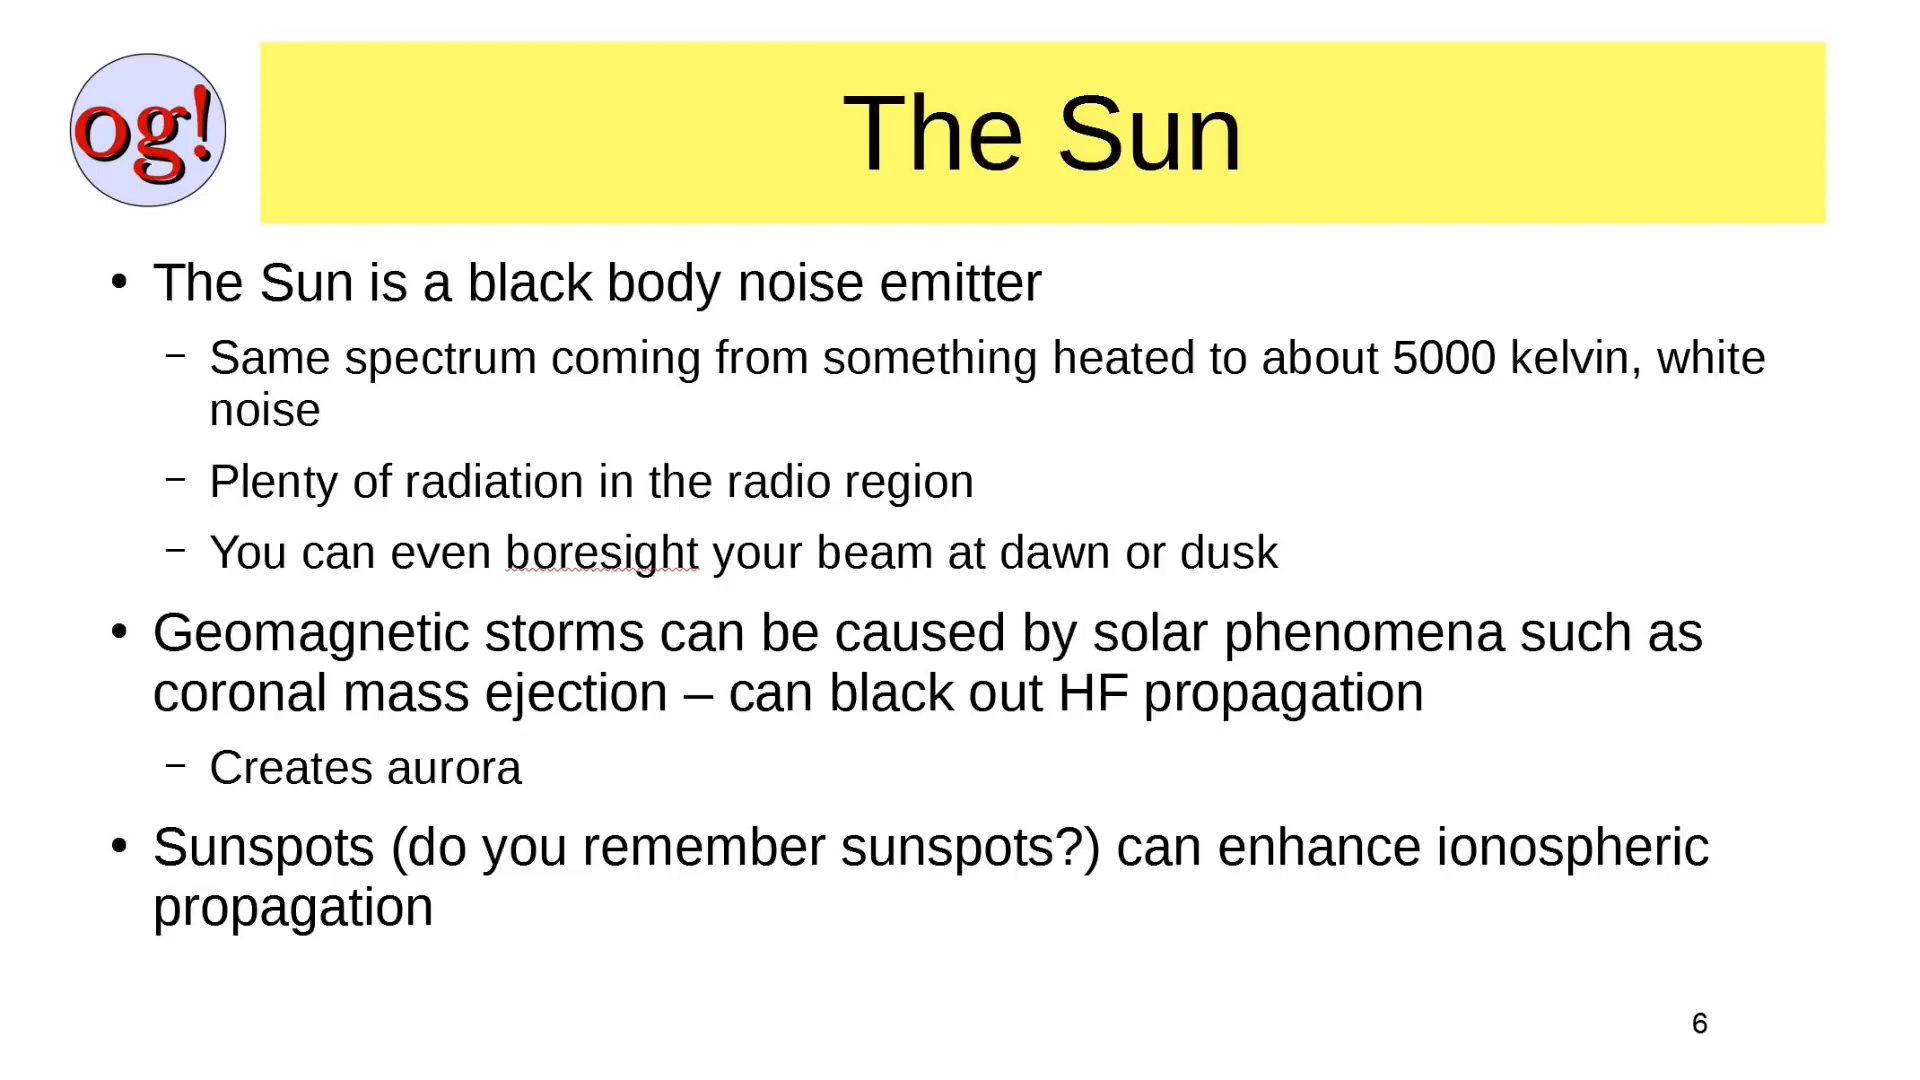 og!
The Sun
• The Sun is a black body noise emitter
– Same spectrum coming from something heated to about 5000 kelvin, white
noise
– Plenty of radiation in the radio region
– You can even boresight your beam at dawn or dusk
• Geomagnetic storms can be caused by solar phenomena such as
coronal mass ejection – can black out HF propagation
– Creates aurora
• Sunspots (do you remember sunspots?) can enhance ionospheric
propagation
6